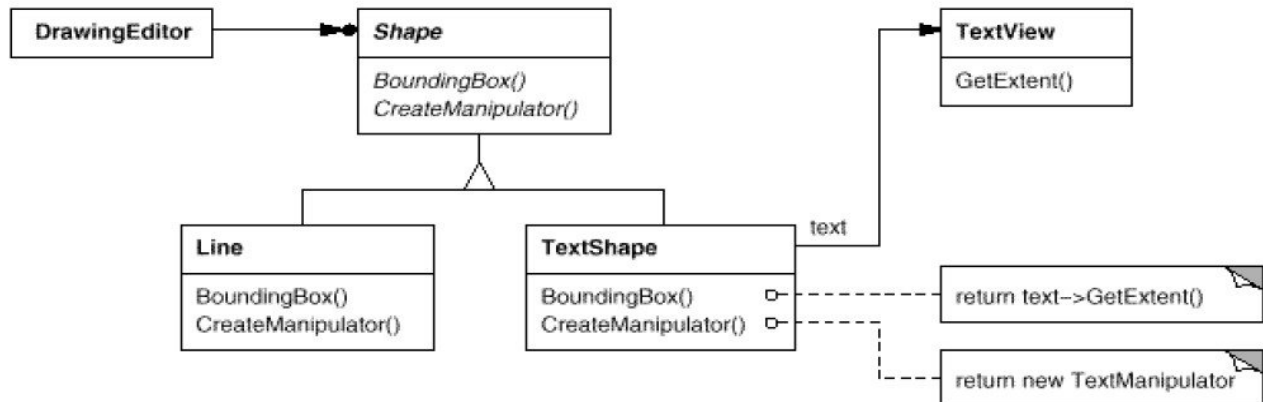 DrawingEditor
Shape
BoundingBox()
CreateManipulator()
TextView
GetExtent()
Line
BoundingBox()
CreateManipulator()
TextShape
BoundingBox()
CreateManipulator()
text
return text–>GetExtent()
return new TextManipulator